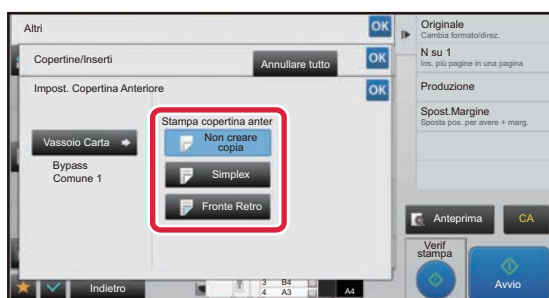 Altri
OK
Copertine/Inserti
Annullare tutto
OK
Impost. Copertina Anteriore
OK
Stampa copertina anter
Vassoio Carta
Bypass
Comune 1
Non creare
copia
Simplex
Fronte Retro
Indietro
3 B4
4 A3
A4
Originale
Cambia formato/direz.
N su 1
Ins. più pagine in una pagina
Produzione
Spost.Margine
Sposta pos. per avere + marg.
Anteprima
CA
Verif
stampa
Avvio